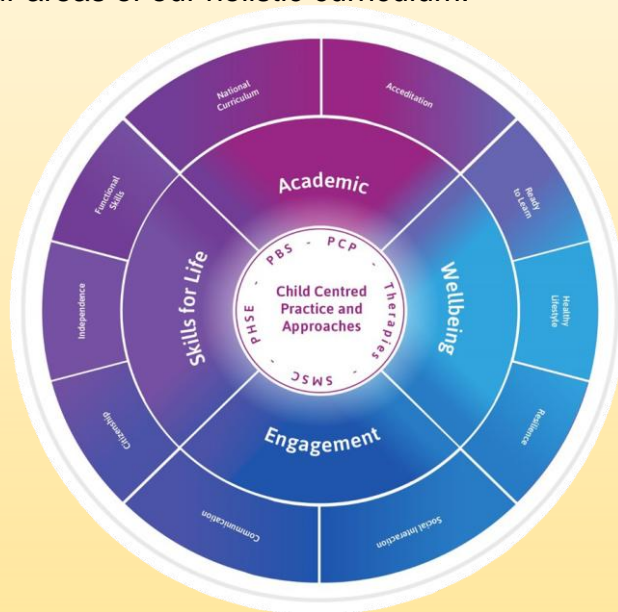 areas of our holistic curriculum.
National
Curriculum
Accreditation
Ready
to Learn
Healthy
Lifestyle
Resilience
Social Interaction
Communication
Citizenship
Independence
Functional
Skills
Academic
Wellbeing
Engagement
Skills for Life
PHSE - PBS - PCP - Therapies - SMSC -
Child Centred
Practice and
Approaches